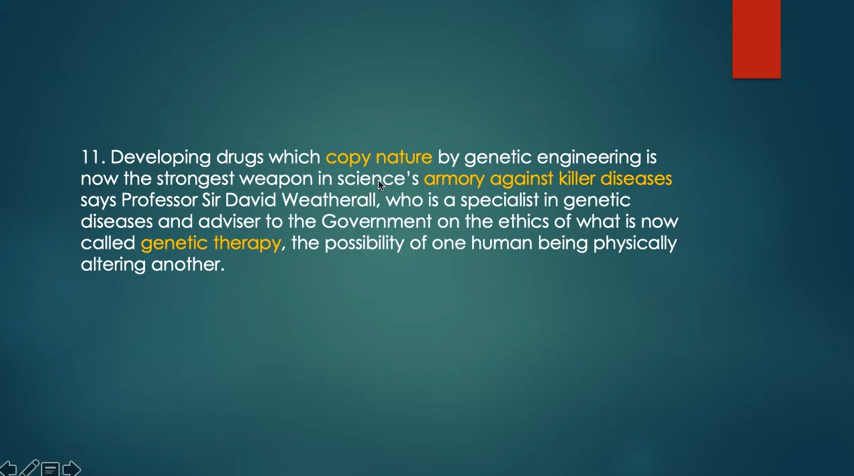 11. Developing drugs which copy nature by genetic engineering is
now the strongest weapon in science's armory against killer diseases
says Professor Sir David Weatherall, who is a specialist in genetic
diseases and adviser to the Government on the ethics of what is now
called genetic therapy, the possibility of one human being physically
altering another.